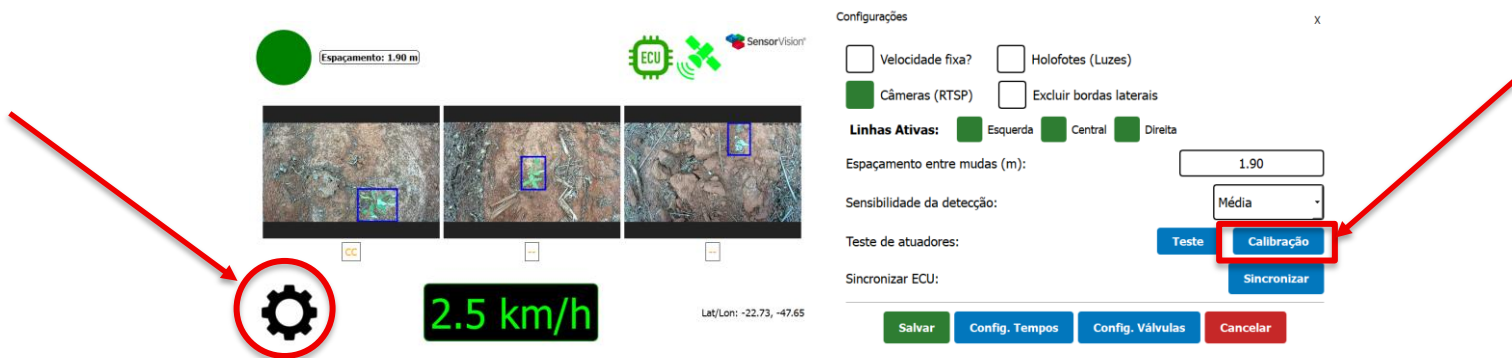 Espaçamento: 1.90 m
ECU
SensorVision®
CC
--
--
2.5 km/h
Lat/Lon: -22.73, -47.65
Configurações
X
Velocidade fixa?
Holofotes (Luzes)
Câmeras (RTSP)
Excluir bordas laterais
Linhas Ativas:
Esquerda
Central
Direita
Espaçamento entre mudas (m):
1.90
Sensibilidade da detecção:
Média
Teste de atuadores:
Teste
Calibração
Sincronizar ECU:
Sincronizar
Salvar
Config. Tempos
Config. Válvulas
Cancelar